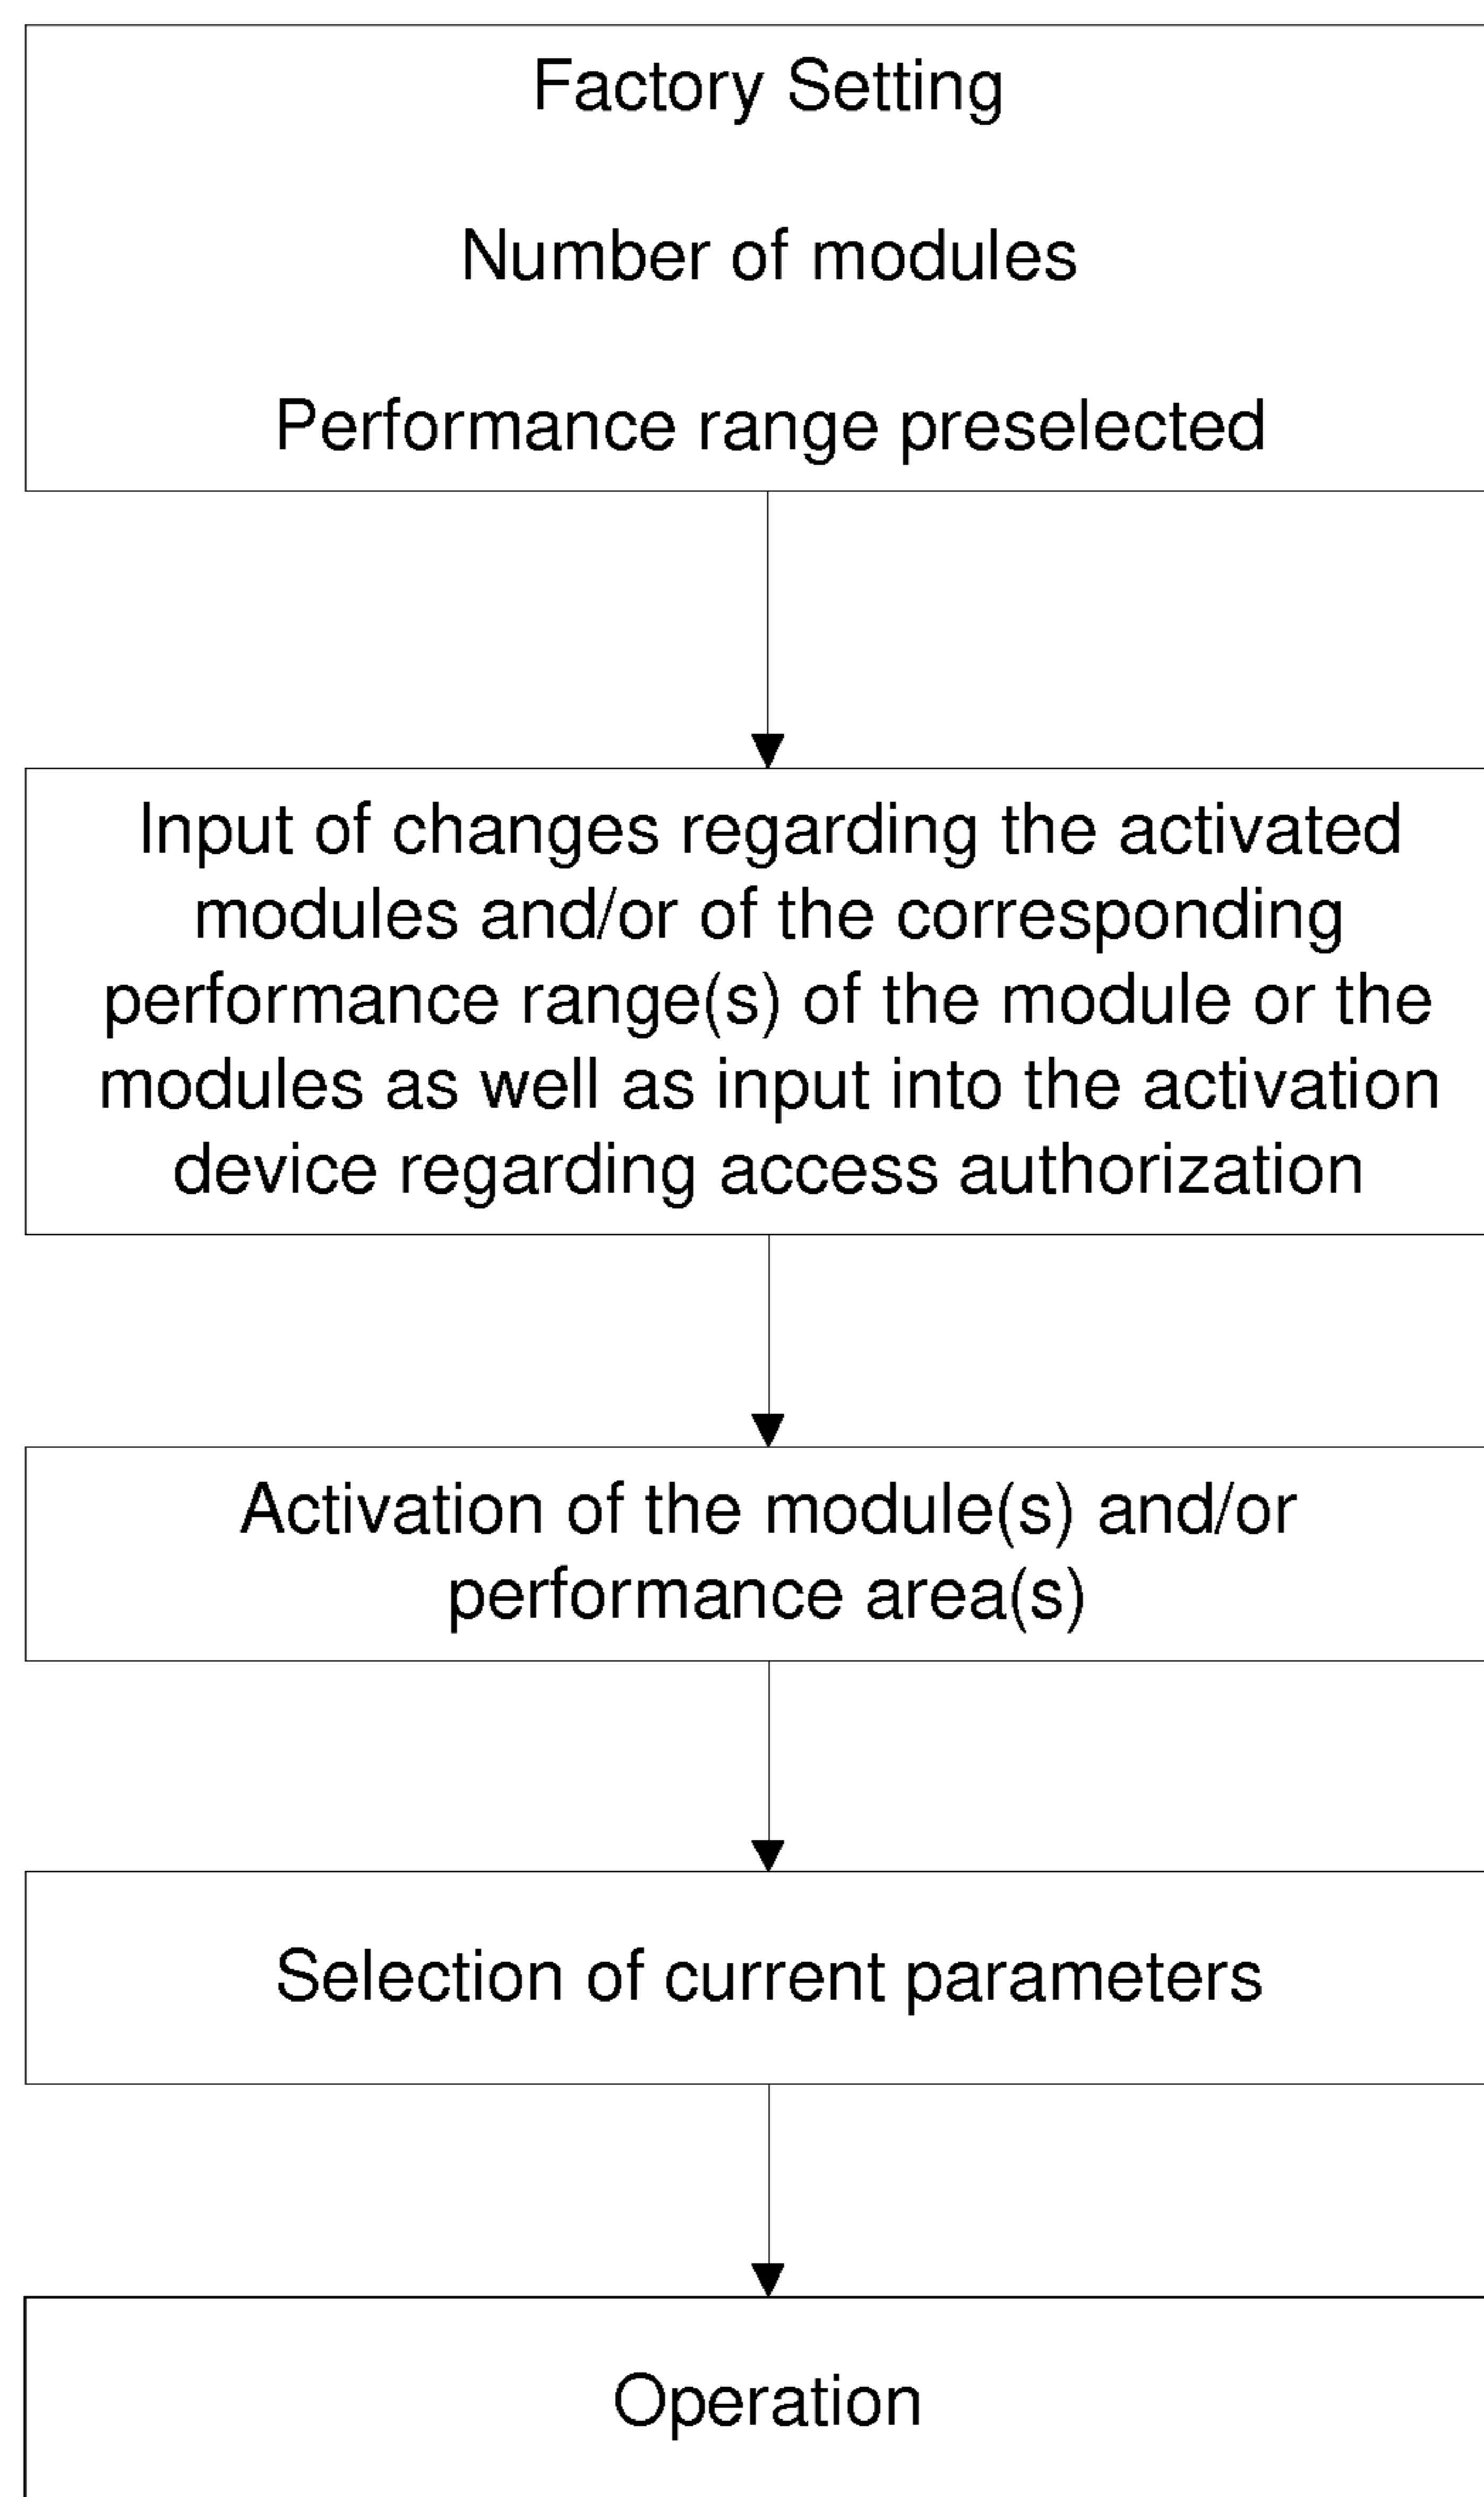 Factory Setting
Number of modules
Performance range preselected
Input of changes regarding the activated
modules and/or of the corresponding
performance range(s) of the module or the
modules as well as input into the activation
device regarding access authorization
Activation of the module(s) and/or
performance area(s)
Selection of current parameters
Operation